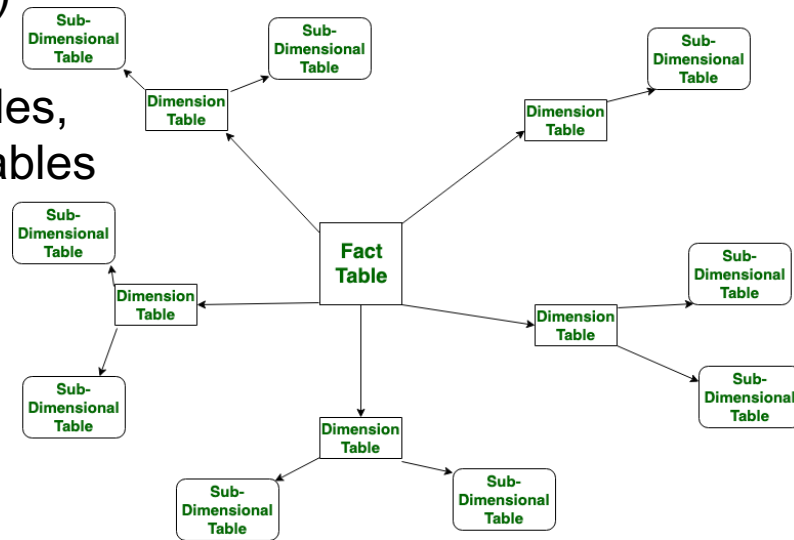 )
Sub-
Dimensional
Table
Sub-
Dimensional
Table
Sub-
Dimensional
Table
les,
Dimension
Table
Dimension
Table
ables
Sub-
Dimensional
Table
Fact
Table
Sub-
Dimensional
Table
Dimension
Table
Dimension
Table
Sub-
Dimensional
Table
Sub-
Dimensional
Table
Dimension
Table
Sub-
Dimensional
Table
Sub-
Dimensional
Table